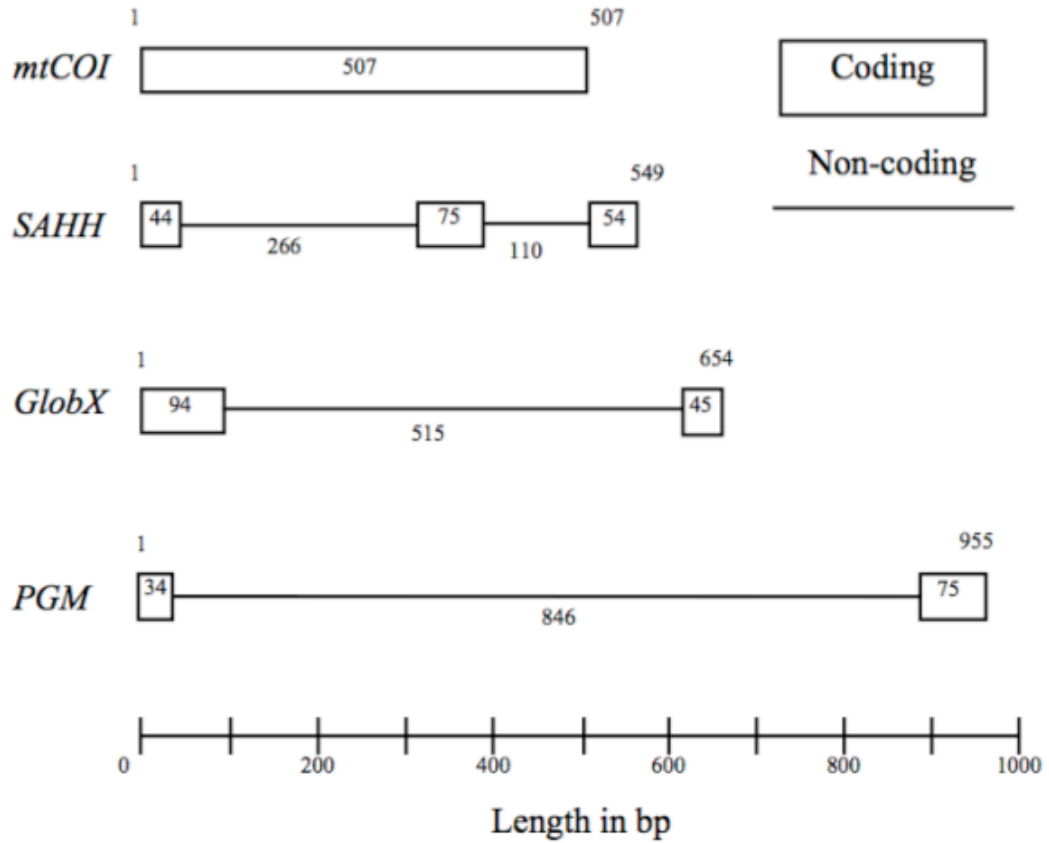 1 507
mtCOI 507 Coding
Non-coding
1 549
SAHH 44 266 75 110 54
1 654
GlobX 94 515 45
1 955
PGM 34 846 75
0 200 400 600 800 1000
Length in bp